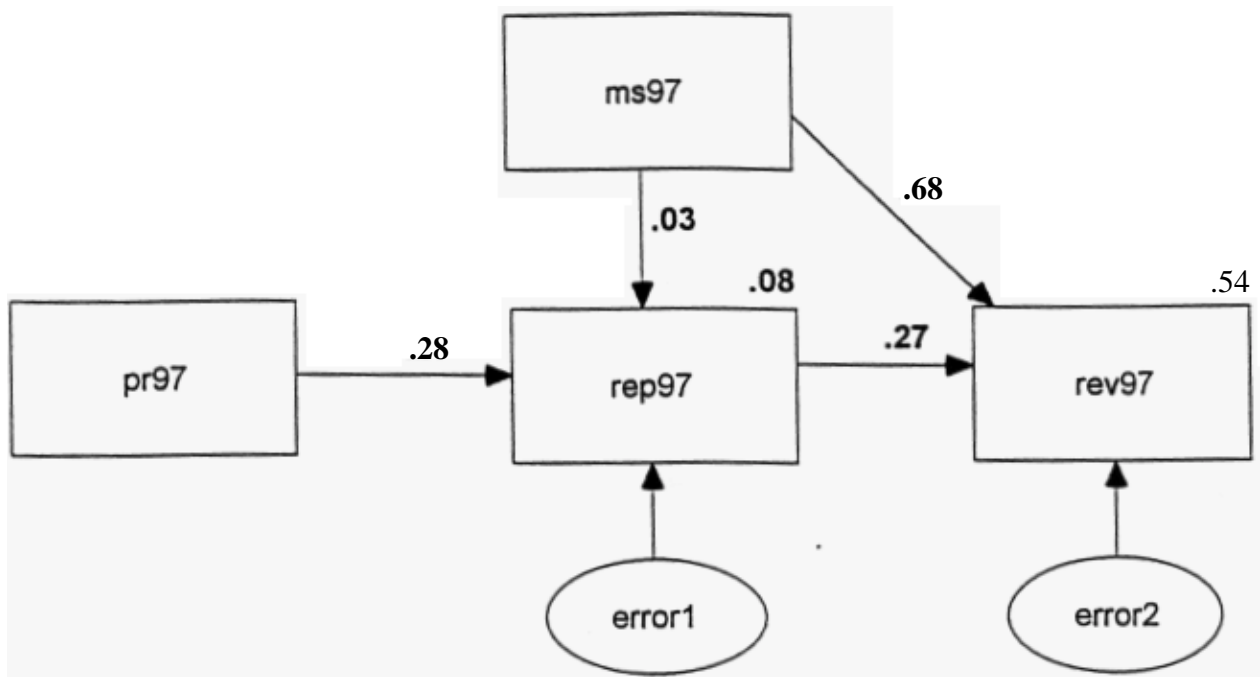 ms97
.68
.03
.08
.54
pr97
.28
rep97
.27
rev97
error1
error2